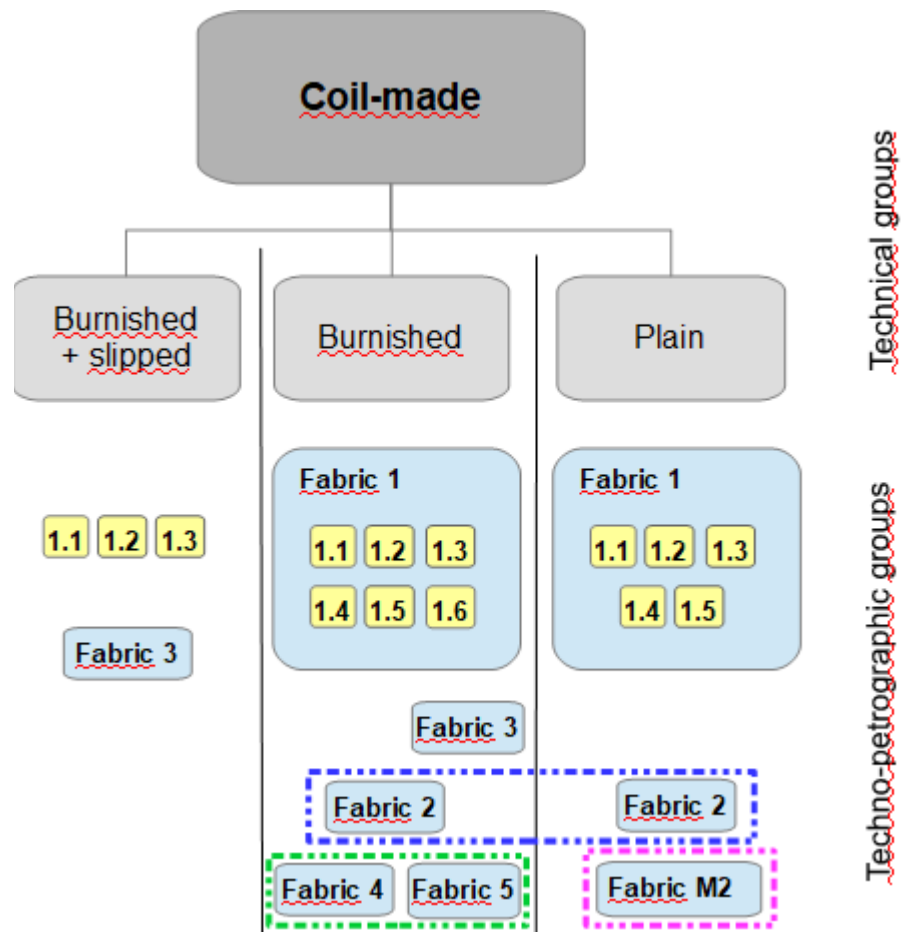 Coil-made
Technical groups
Burnished
+ slipped
Burnished
Plain
Techno-petrographic groups
1.1 1.2 1.3
Fabric 3
Fabric 1
1.1 1.2 1.3
1.4 1.5 1.6
Fabric 1
1.1 1.2 1.3
1.4 1.5
Fabric 3
Fabric 2
Fabric 2
Fabric 4
Fabric 5
Fabric M2